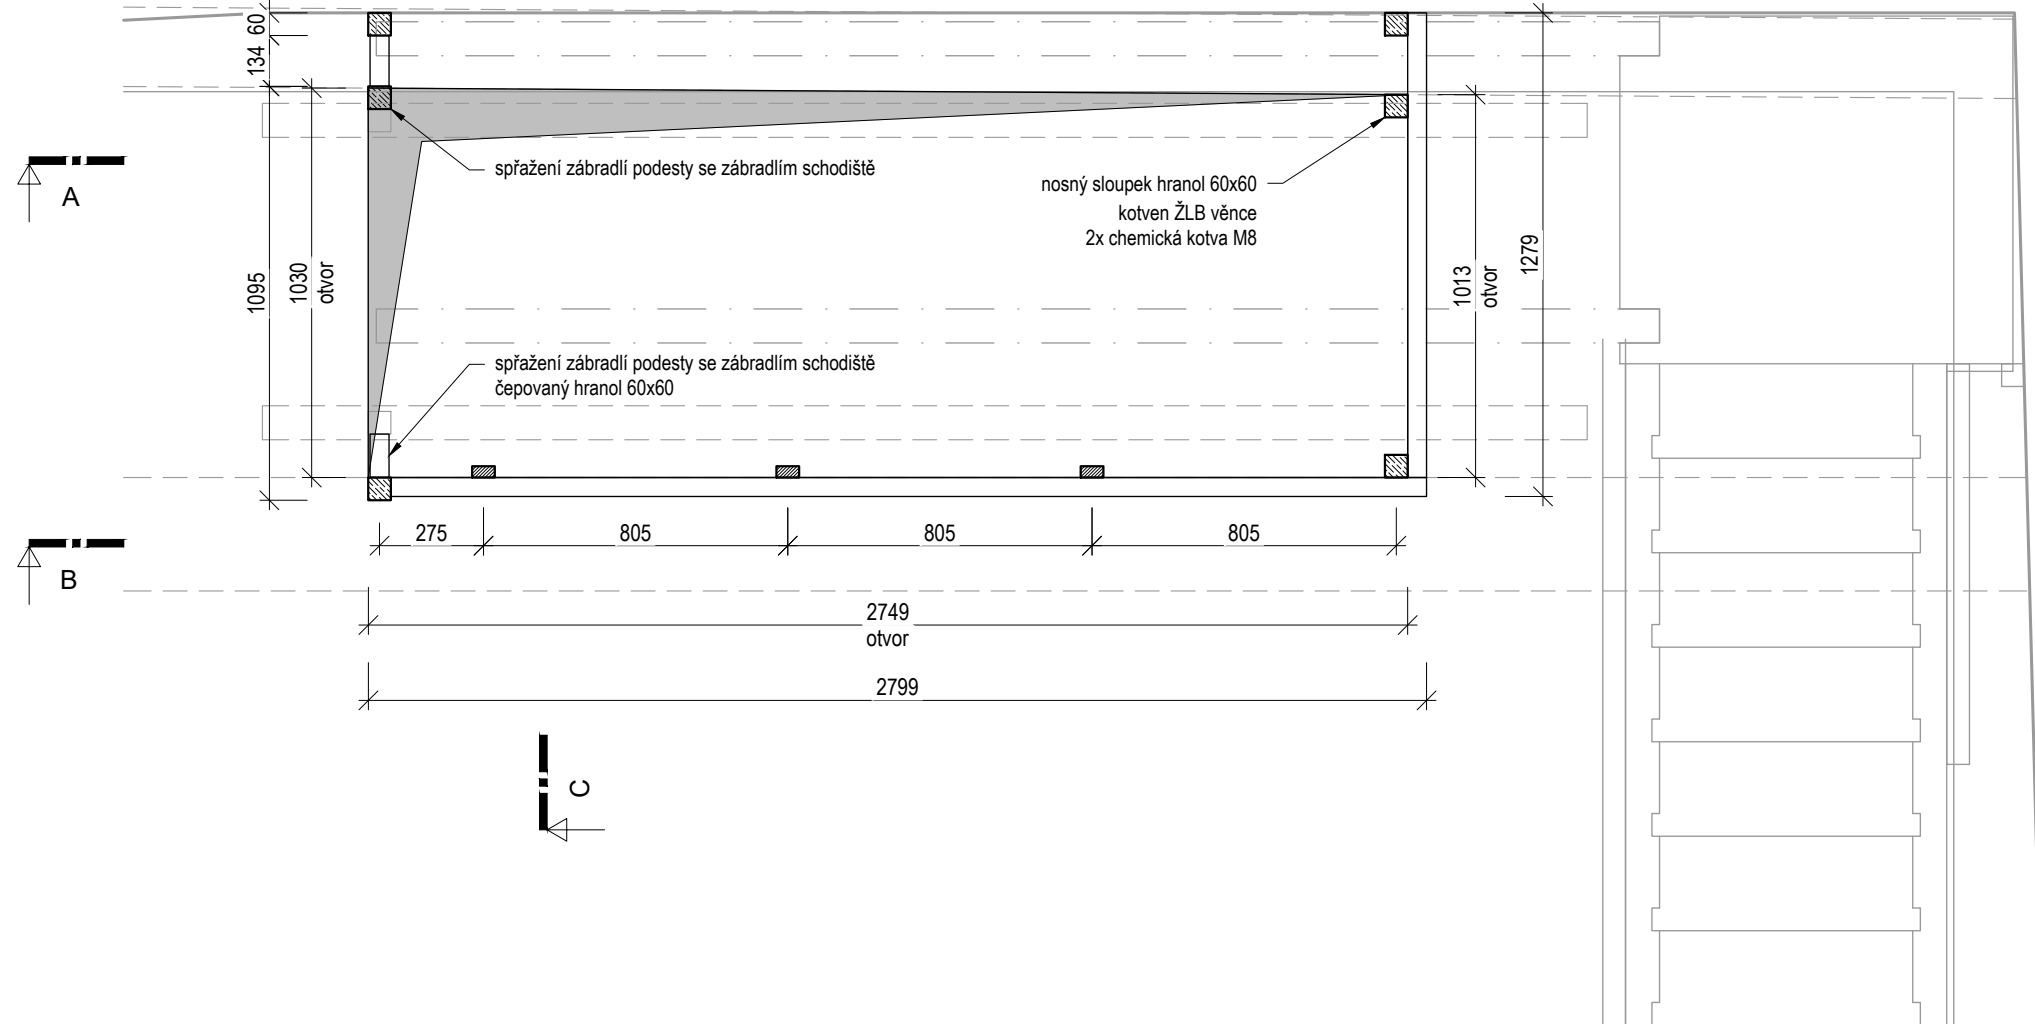 60
134
1095
1030
otvor
A
B
spřažení zábradlí podesty se zábradlím schodiště
nosný sloupek hranol 60x60
kotven ŽLB věnce
2x chemická kotva M8
1013
otvor
1279
spřažení zábradlí podesty se zábradlím schodiště
čepovaný hranol 60x60
275
805
805
805
2749
otvor
2799
C